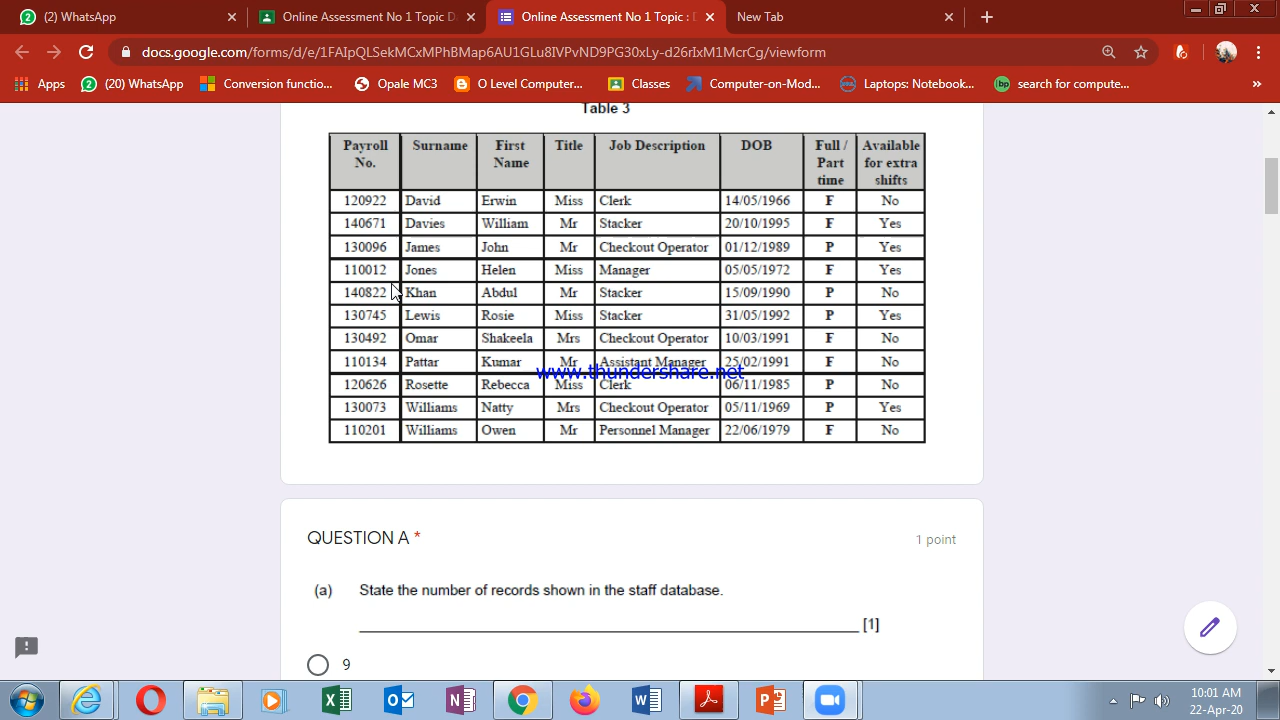 (2) WhatsApp
Online Assessment No 1 Topic D
Online Assessment No 1 Topic :
New Tab
docs.google.com/forms/d/e/1FAIpQLSekMCxMPhBMap6AU1GLu8IVPvND9PG30xLy-d26rIxM1McrCg/viewform
Apps (20) WhatsApp Conversion functio... Opale MC3 O Level Computer... Classes Computer-on-Mod... Laptops: Notebook... search for compute... »
Table 3
Payroll No. Surname First Name Title Job Description DOB Full / Part time Available for extra shifts
120922 David Erwin Miss Clerk 14/05/1966 F No
140671 Davies William Mr Stacker 20/10/1995 F Yes
130096 James John Mr Checkout Operator 01/12/1989 P Yes
110012 Jones Helen Miss Manager 05/05/1972 F Yes
140822 Khan Abdul Mr Stacker 15/09/1990 P No
130745 Lewis Rosie Miss Stacker 31/05/1992 P Yes
130492 Omar Shakeela Mrs Checkout Operator 10/03/1991 F No
110134 Pattar Kumar Mr Assistant Manager 25/02/1991 F No
www.thundershare.net
120626 Rosette Rebecca Miss Clerk 06/11/1985 P No
130073 Williams Natty Mrs Checkout Operator 05/11/1969 P Yes
110201 Williams Owen Mr Personnel Manager 22/06/1979 F No
QUESTION A *
1 point
(a) State the number of records shown in the staff database.
[1]
9
10:01 AM
22-Apr-20